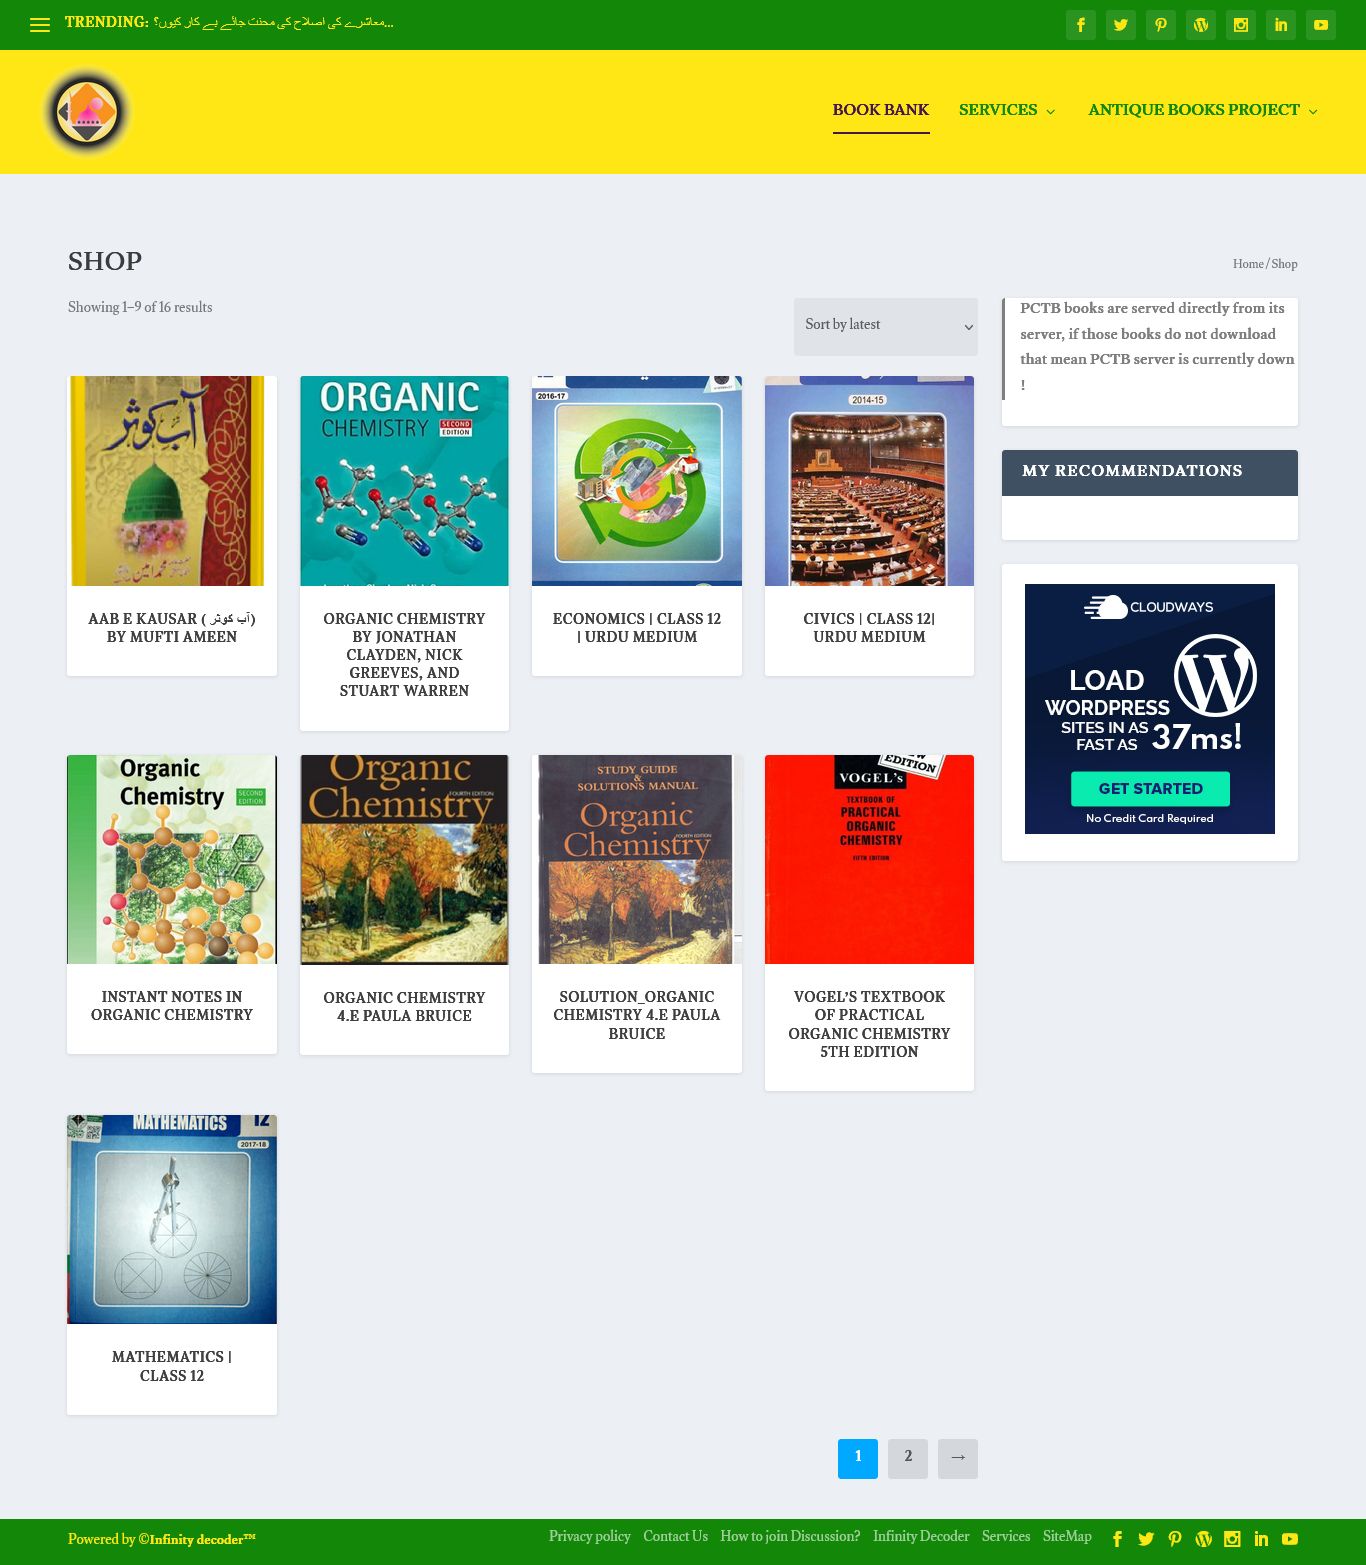 TRENDING: معاشرے کی اصلاح کی محنت جائے بے کار کیوں؟...
BOOK BANK
SERVICES
ANTIQUE BOOKS PROJECT
SHOP
Home / Shop
Showing 1–9 of 16 results
Sort by latest
PCTB books are served directly from its
server, if those books do not download
that mean PCTB server is currently down
!
MY RECOMMENDATIONS
CLOUDWAYS
LOAD
WORDPRESS
SITES IN AS
FAST AS 37ms!
GET STARTED
No Credit Card Required
آب کوثر
AAB E KAUSAR ( آب کوثر)
BY MUFTI AMEEN
ORGANIC
CHEMISTRY SECOND
EDITION
ORGANIC CHEMISTRY
BY JONATHAN
CLAYDEN, NICK
GREEVES, AND
STUART WARREN
2016-17
ECONOMICS | CLASS 12
| URDU MEDIUM
2014-15
CIVICS | CLASS 12|
URDU MEDIUM
Organic
Chemistry SECOND
EDITION
INSTANT NOTES IN
ORGANIC CHEMISTRY
Organic
Chemistry FOURTH EDITION
ORGANIC CHEMISTRY
4.E PAULA BRUICE
STUDY GUIDE
&
SOLUTIONS MANUAL
Organic
Chemistry FOURTH EDITION
SOLUTION_ORGANIC
CHEMISTRY 4.E PAULA
BRUICE
EDITION
VOGEL's
TEXTBOOK OF
PRACTICAL
ORGANIC
CHEMISTRY
FIFTH EDITION
VOGEL'S TEXTBOOK
OF PRACTICAL
ORGANIC CHEMISTRY
5TH EDITION
MATHEMATICS 12
2017-18
MATHEMATICS |
CLASS 12
1 2 →
Powered by ©Infinity decoder™
Privacy policy Contact Us How to join Discussion? Infinity Decoder Services SiteMap